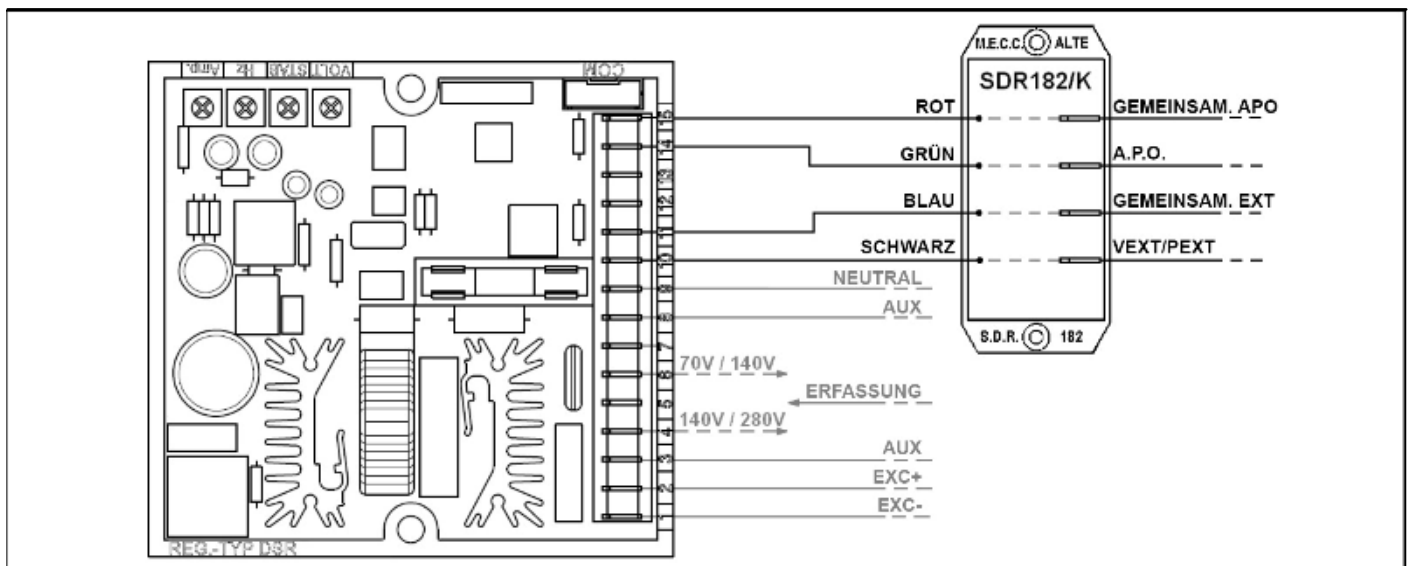 M.E.C.C. ALTE
SDR182/K
Amp. Hz STAB VOLT
COM
ROT
GEMEINSAM. APO
GRÜN
A.P.O.
BLAU
GEMEINSAM. EXT
SCHWARZ
VEXT/PEXT
NEUTRAL
AUX
S.D.R. 182
70V / 140V
ERFASSUNG
140V / 280V
AUX
EXC+
EXC-
15
14
13
12
11
10
9
8
7
6
5
4
3
2
1
REG.-TYP DSR